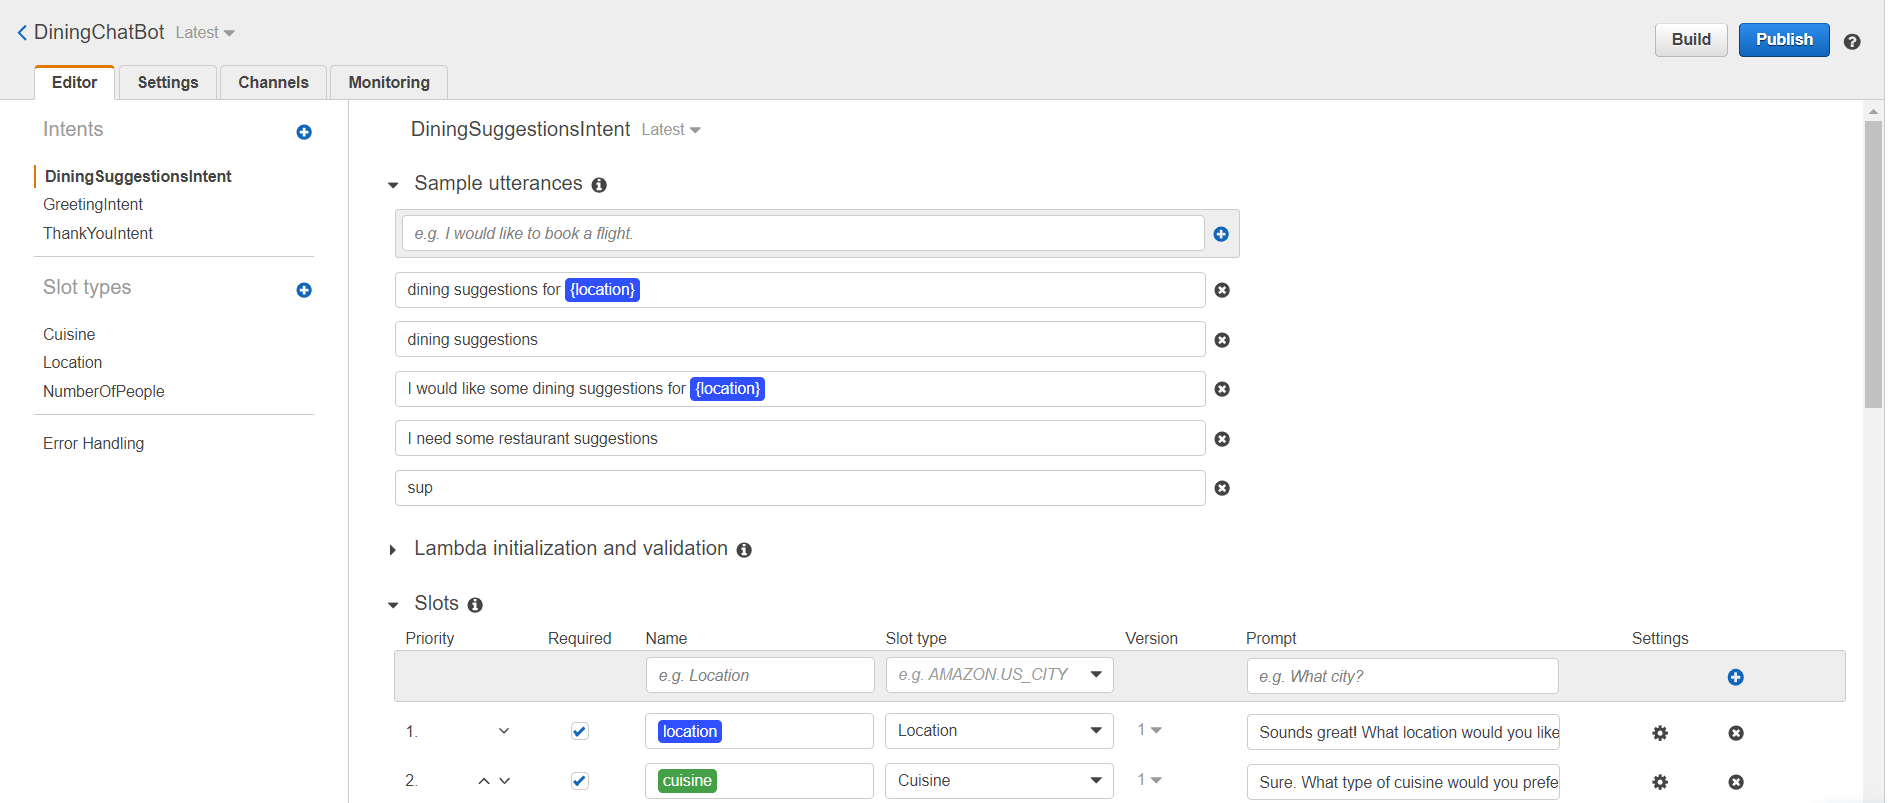 DiningChatBot Latest
Build
Publish
Editor
Settings
Channels
Monitoring
Intents
DiningSuggestionsIntent
GreetingIntent
ThankYouIntent
Slot types
Cuisine
Location
NumberOfPeople
Error Handling
DiningSuggestionsIntent Latest
Sample utterances
e.g. I would like to book a flight.
dining suggestions for {location}
dining suggestions
I would like some dining suggestions for {location}
I need some restaurant suggestions
sup
Lambda initialization and validation
Slots
Priority Required Name Slot type Version Prompt Settings
e.g. Location e.g. AMAZON.US_CITY e.g. What city?
1. location Location 1 Sounds great! What location would you like
2. cuisine Cuisine 1 Sure. What type of cuisine would you prefe